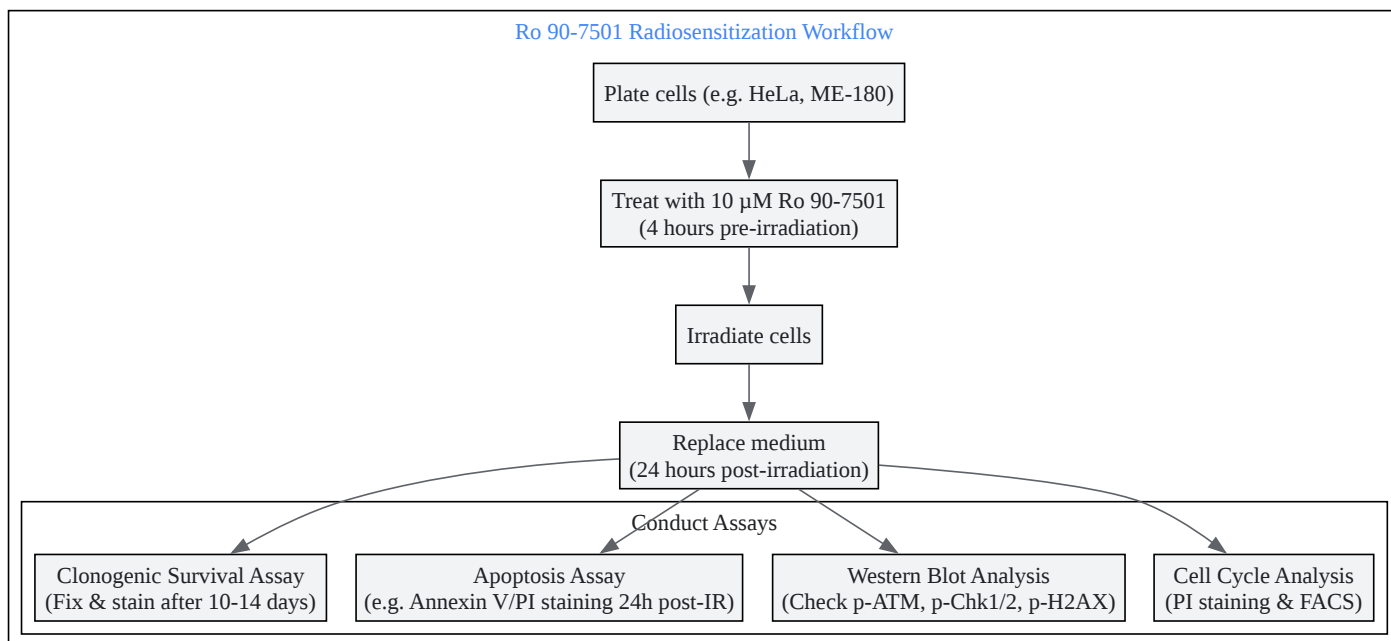 Ro 90-7501 Radiosensitization Workflow
Plate cells (e.g. HeLa, ME-180)
Treat with 10 µM Ro 90-7501
(4 hours pre-irradiation)
Irradiate cells
Replace medium
(24 hours post-irradiation)
Conduct Assays
Clonogenic Survival Assay
(Fix & stain after 10-14 days)
Apoptosis Assay
(e.g. Annexin V/PI staining 24h post-IR)
Western Blot Analysis
(Check p-ATM, p-Chk1/2, p-H2AX)
Cell Cycle Analysis
(PI staining & FACS)